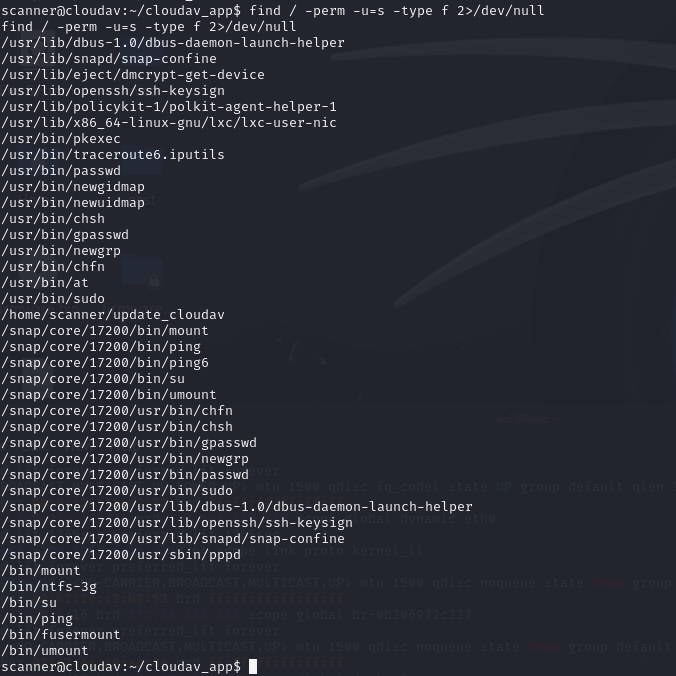 scanner@cloudav:~/cloudav_app$ find / -perm -u=s -type f 2>/dev/null
find / -perm -u=s -type f 2>/dev/null
/usr/lib/dbus-1.0/dbus-daemon-launch-helper
/usr/lib/snapd/snap-confine
/usr/lib/eject/dmcrypt-get-device
/usr/lib/openssh/ssh-keysign
/usr/lib/policykit-1/polkit-agent-helper-1
/usr/lib/x86_64-linux-gnu/lxc/lxc-user-nic
/usr/bin/pkexec
/usr/bin/traceroute6.iputils
/usr/bin/passwd
/usr/bin/newgidmap
/usr/bin/newuidmap
/usr/bin/chsh
/usr/bin/gpasswd
/usr/bin/newgrp
/usr/bin/chfn
/usr/bin/at
/usr/bin/sudo
/home/scanner/update_cloudav
/snap/core/17200/bin/mount
/snap/core/17200/bin/ping
/snap/core/17200/bin/ping6
/snap/core/17200/bin/su
/snap/core/17200/bin/umount
/snap/core/17200/usr/bin/chfn
/snap/core/17200/usr/bin/chsh
/snap/core/17200/usr/bin/gpasswd
/snap/core/17200/usr/bin/newgrp
/snap/core/17200/usr/bin/passwd
/snap/core/17200/usr/bin/sudo
/snap/core/17200/usr/lib/dbus-1.0/dbus-daemon-launch-helper
/snap/core/17200/usr/lib/openssh/ssh-keysign
/snap/core/17200/usr/lib/snapd/snap-confine
/snap/core/17200/usr/sbin/pppd
/bin/mount
/bin/ntfs-3g
/bin/su
/bin/ping
/bin/fusermount
/bin/umount
scanner@cloudav:~/cloudav_app$